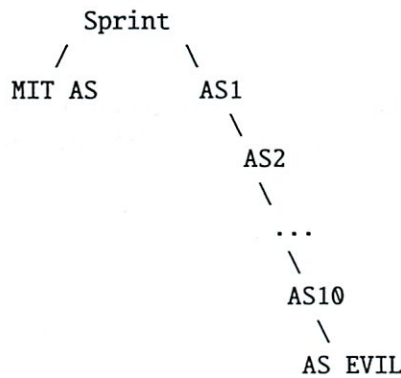 Sprint
/ \
MIT AS AS1
\
AS2
\
...
\
AS10
\
AS EVIL